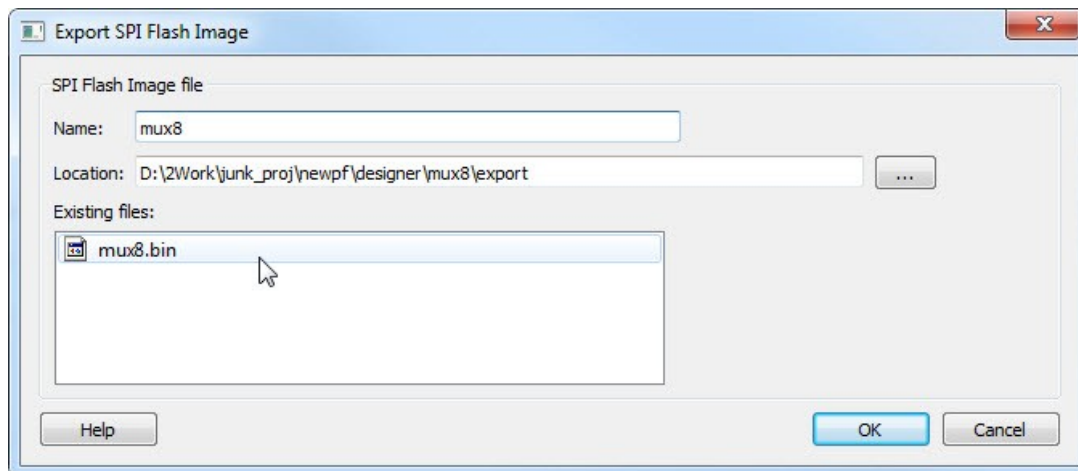 Export SPI Flash Image
SPI Flash Image file
Name: mux8
Location: D:\2Work\junk_proj\newpf\designer\mux8\export ...
Existing files:
mux8.bin
Help OK Cancel